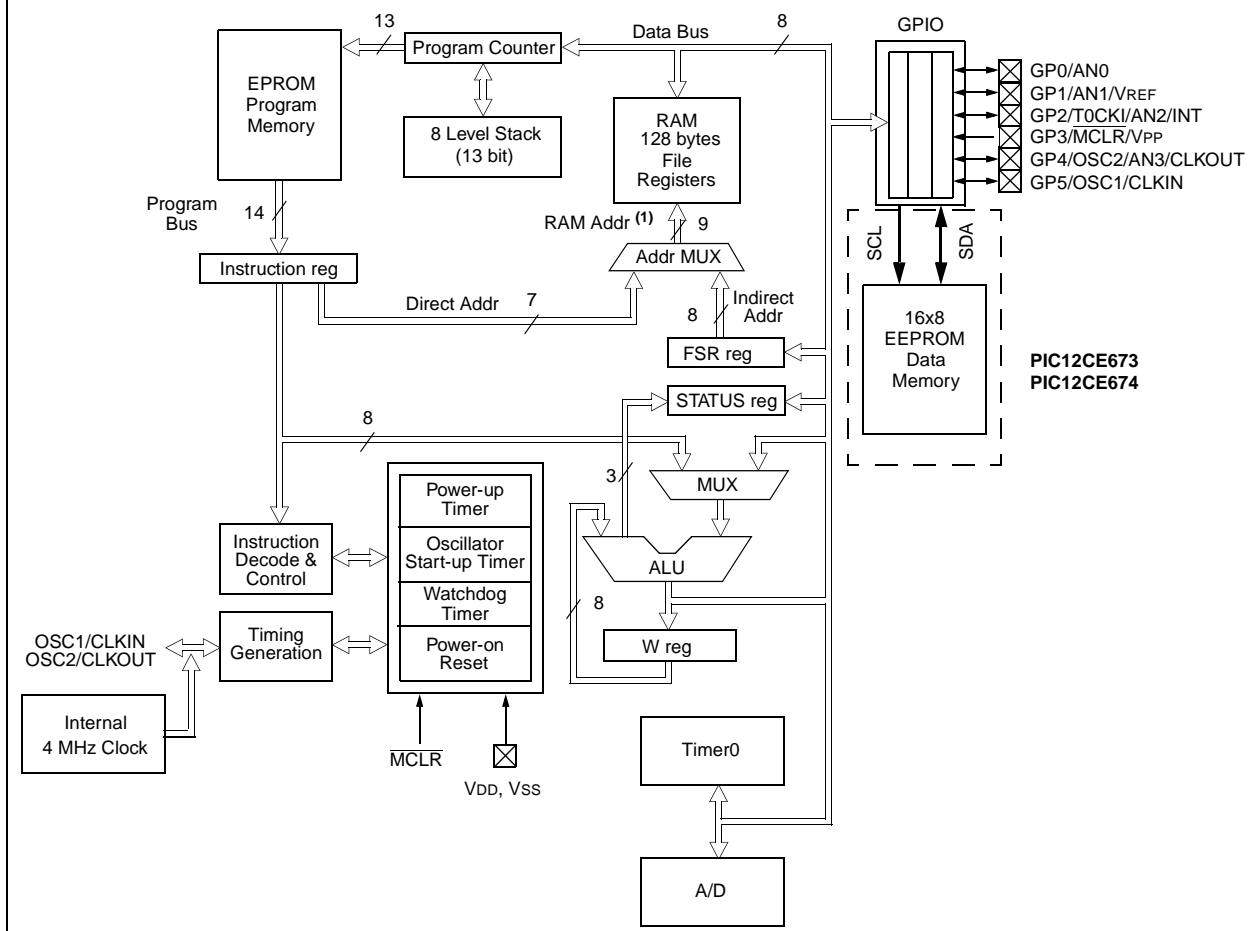 13
Data Bus
8
GPIO
Program Counter
EPROM
Program
Memory
8 Level Stack
(13 bit)
RAM
128 bytes
File
Registers
GP0/AN0
GP1/AN1/VREF
GP2/T0CKI/AN2/INT
GP3/MCLR/VPP
GP4/OSC2/AN3/CLKOUT
GP5/OSC1/CLKIN
Program
Bus
14
RAM Addr (1)
9
SCL
SDA
Addr MUX
Instruction reg
Direct Addr
7
8
Indirect
Addr
FSR reg
16x8
EEPROM
Data
Memory
PIC12CE673
PIC12CE674
STATUS reg
8
3
MUX
Power-up
Timer
Oscillator
Start-up Timer
Watchdog
Timer
Power-on
Reset
Instruction
Decode &
Control
ALU
8
W reg
OSC1/CLKIN
OSC2/CLKOUT
Timing
Generation
Internal
4 MHz Clock
MCLR
VDD, VSS
Timer0
A/D